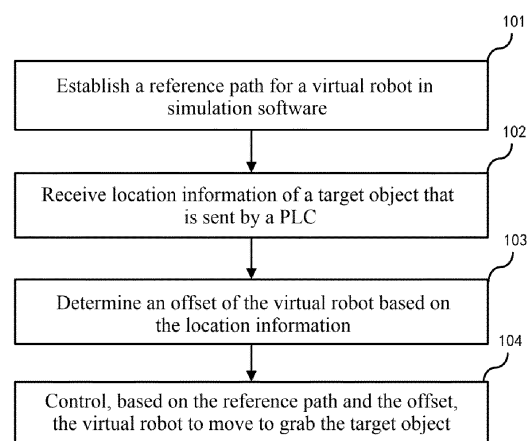 101
Establish a reference path for a virtual robot in
simulation software
102
Receive location information of a target object that
is sent by a PLC
103
Determine an offset of the virtual robot based on
the location information
104
Control, based on the reference path and the offset,
the virtual robot to move to grab the target object